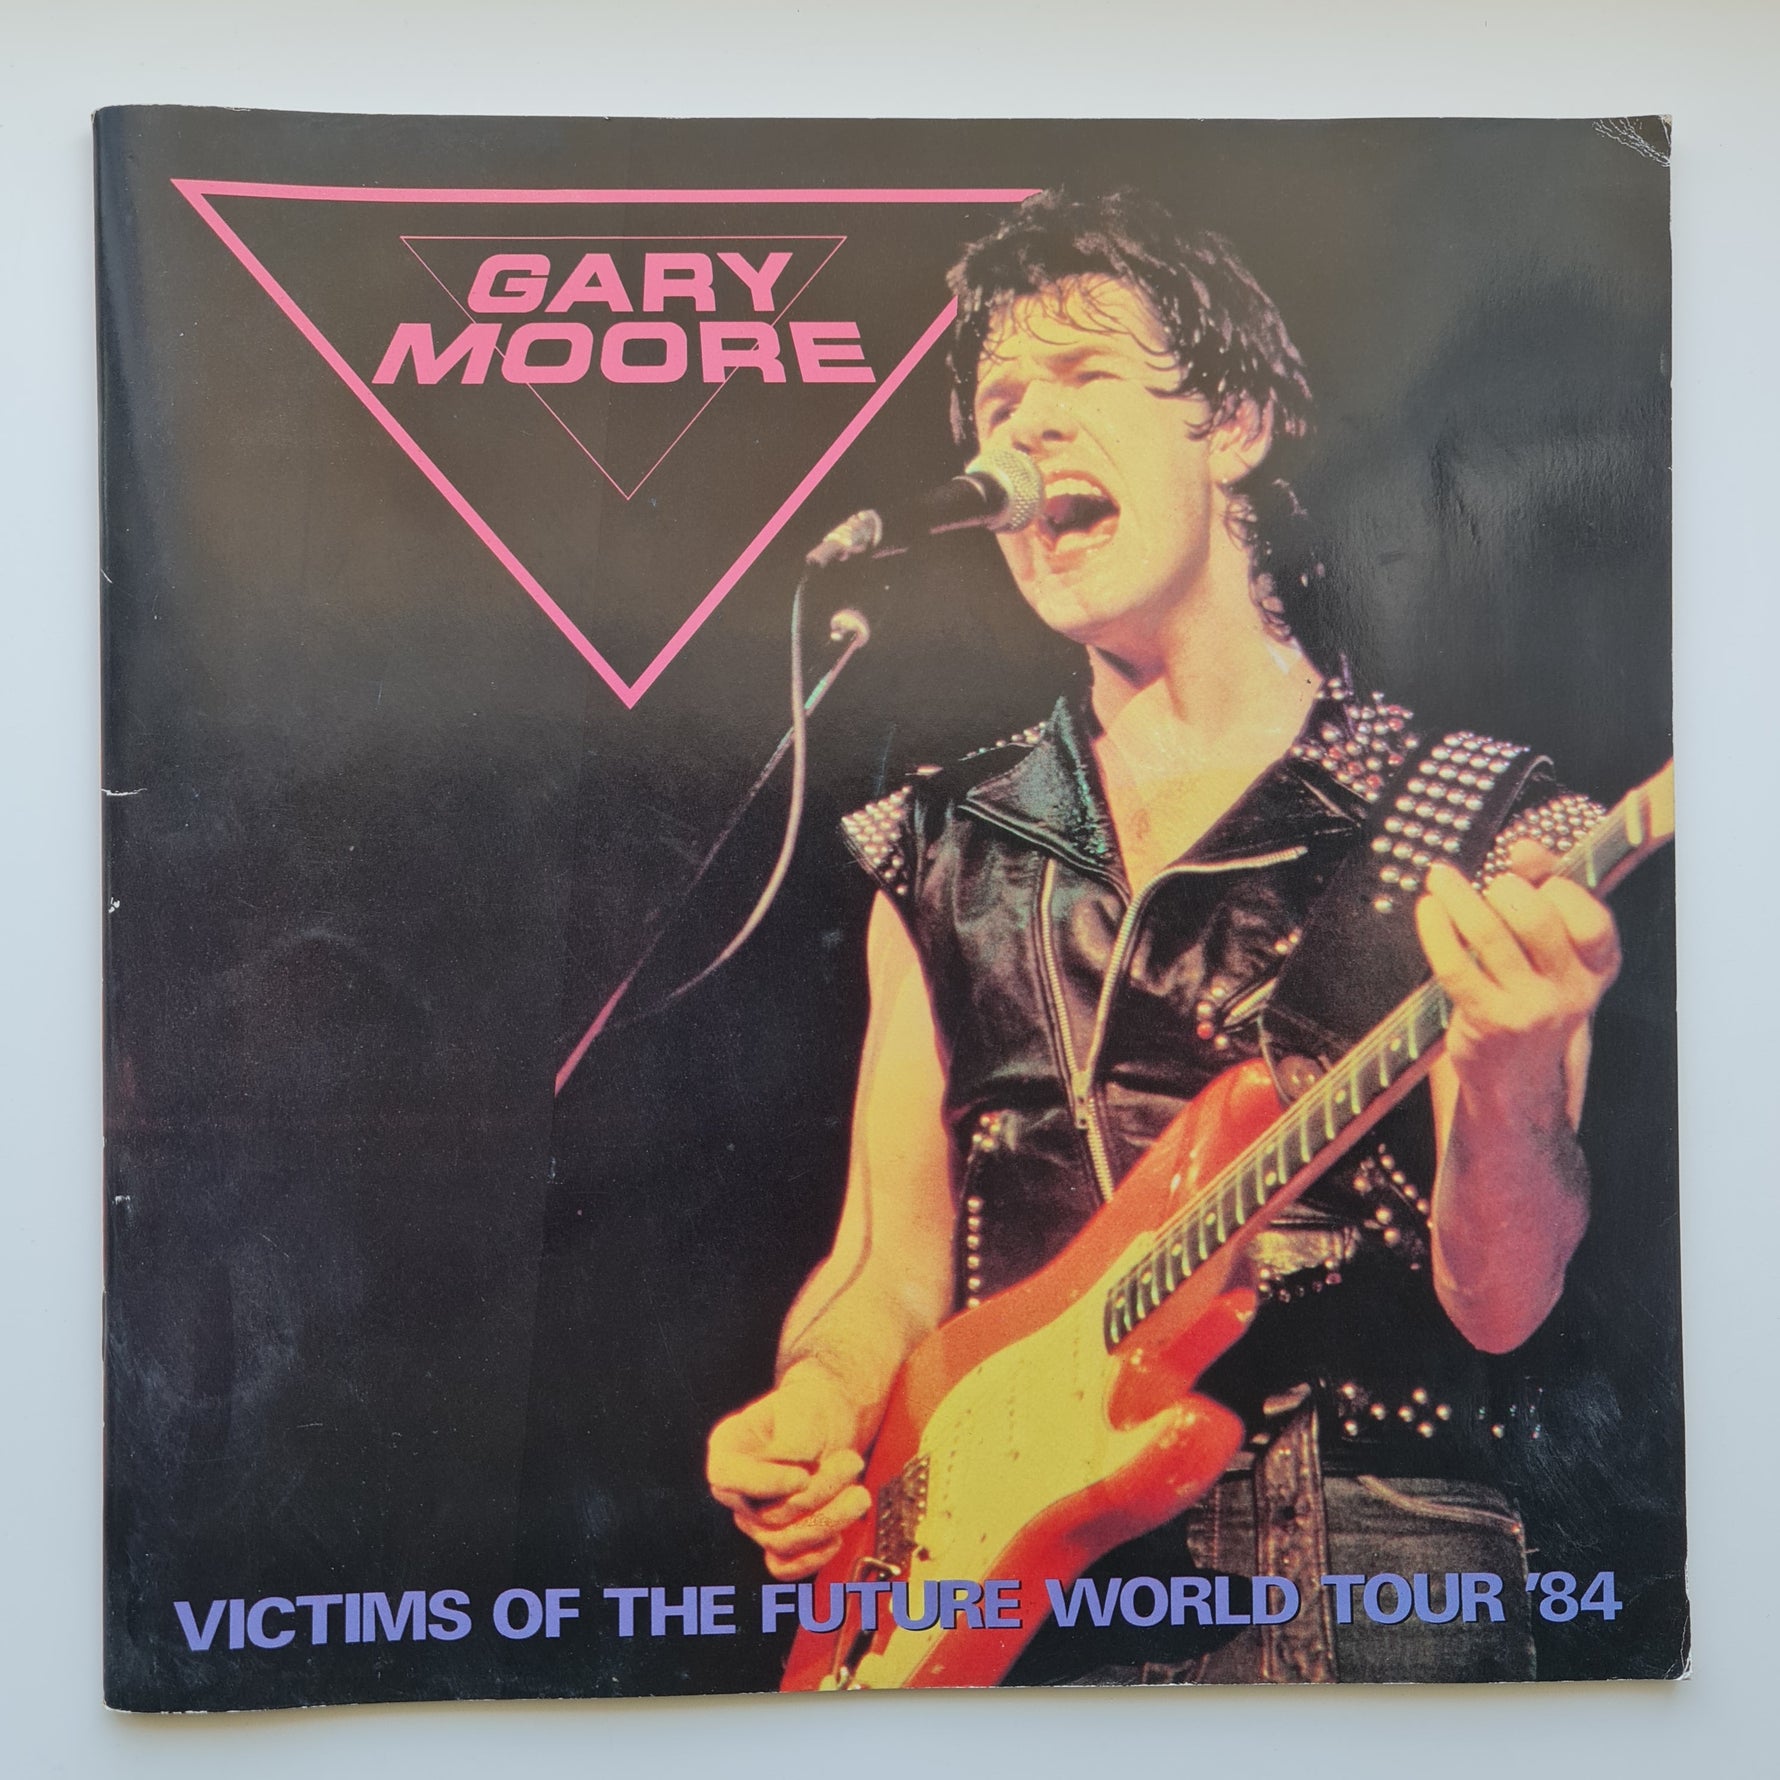 GARY
MOORE
VICTIMS OF THE FUTURE WORLD TOUR '84